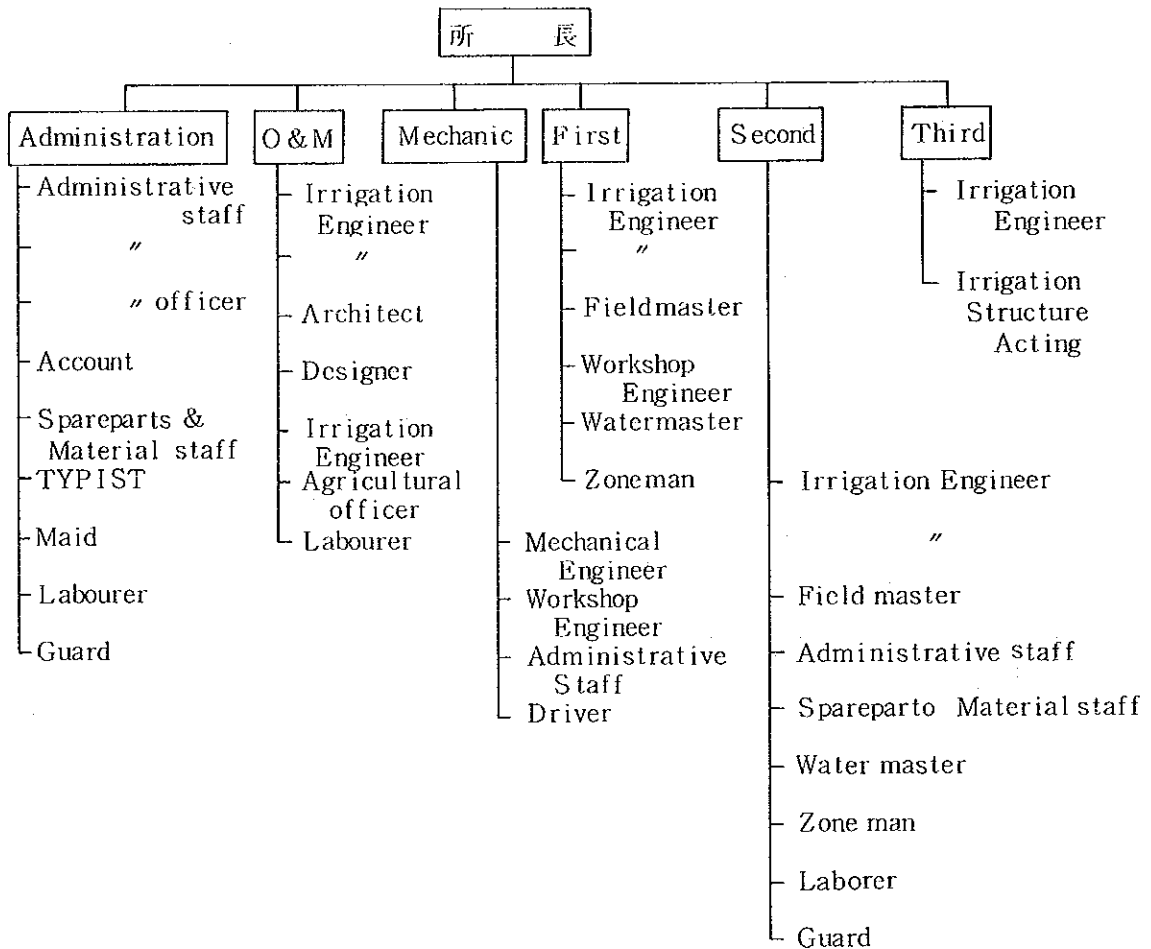 所 長
Administration
O&M
Mechanic
First
Second
Third
Administrative
staff
〃
〃 officer
Account
Spareparts &
Material staff
TYPIST
Maid
Labourer
Guard
Irrigation
Engineer
〃
Architect
Designer
Irrigation
Engineer
Agricultural
officer
Labourer
Mechanical
Engineer
Workshop
Engineer
Administrative
Staff
Driver
Irrigation
Engineer
〃
Fieldmaster
Workshop
Engineer
Watermaster
Zoneman
Irrigation Engineer
〃
Field master
Administrative staff
Spareparto Material staff
Water master
Zone man
Laborer
Guard
Irrigation
Engineer
Irrigation
Structure
Acting